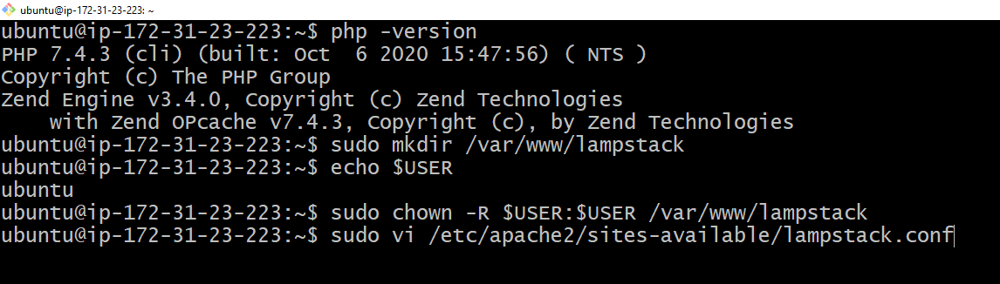 ubuntu@ip-172-31-23-223: ~
ubuntu@ip-172-31-23-223:~$ php -version
PHP 7.4.3 (cli) (built: Oct  6 2020 15:47:56) ( NTS )
Copyright (c) The PHP Group
Zend Engine v3.4.0, Copyright (c) Zend Technologies
    with Zend OPcache v7.4.3, Copyright (c), by Zend Technologies
ubuntu@ip-172-31-23-223:~$ sudo mkdir /var/www/lampstack
ubuntu@ip-172-31-23-223:~$ echo $USER
ubuntu
ubuntu@ip-172-31-23-223:~$ sudo chown -R $USER:$USER /var/www/lampstack
ubuntu@ip-172-31-23-223:~$ sudo vi /etc/apache2/sites-available/lampstack.conf